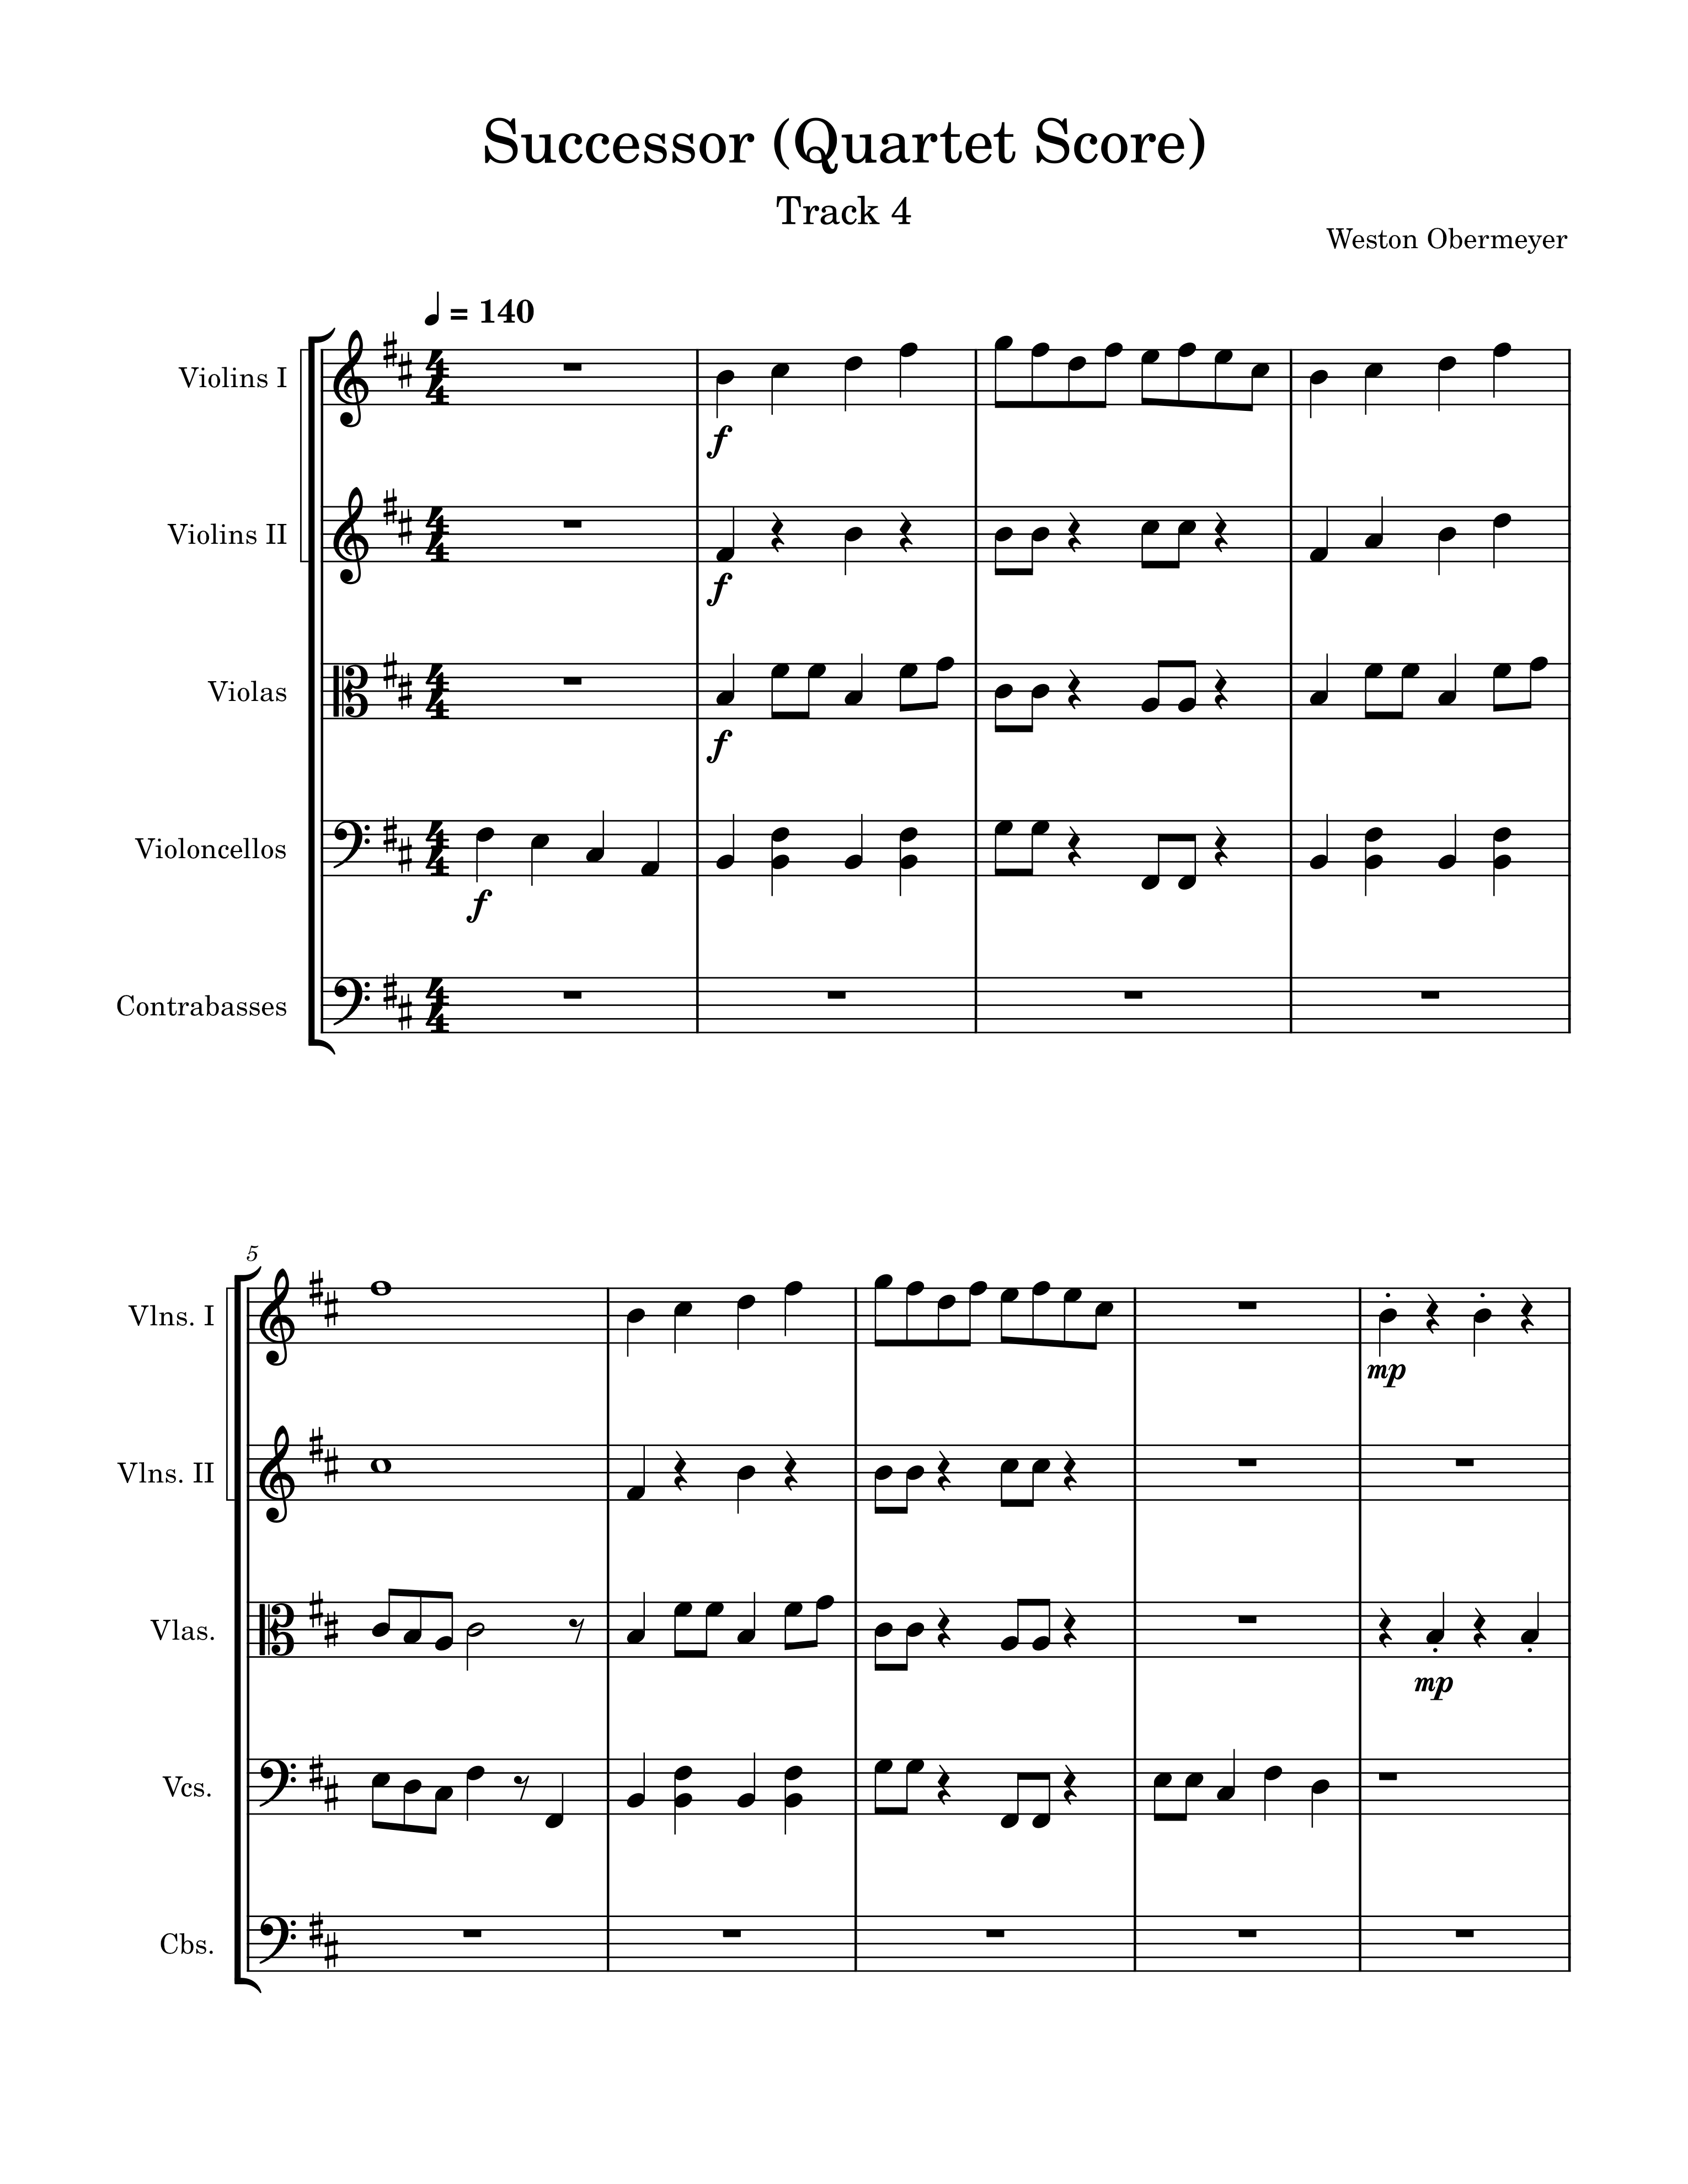 Successor (Quartet Score)
Track 4
Weston Obermeyer
♩ = 140
Violins I
f
Violins II
f
Violas
f
Violoncellos
f
Contrabasses
5
Vlns. I
mp
Vlns. II
Vlas.
mp
Vcs.
Cbs.